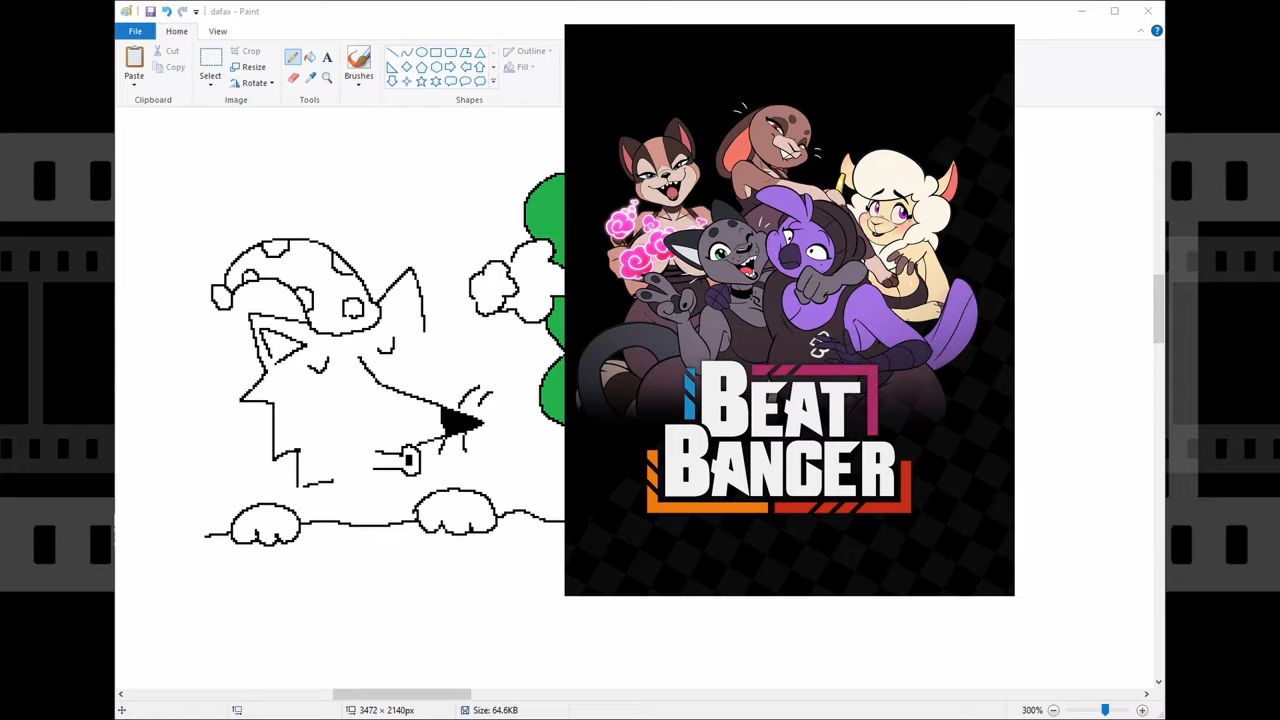 dafax - Paint
File Home View
Paste
Cut
Copy
Select
Crop
Resize
Rotate
A
Brushes
Outline
Fill
Clipboard Image Tools Shapes
BEAT
BANGER
3472 × 2140px
Size: 64.6KB
300%